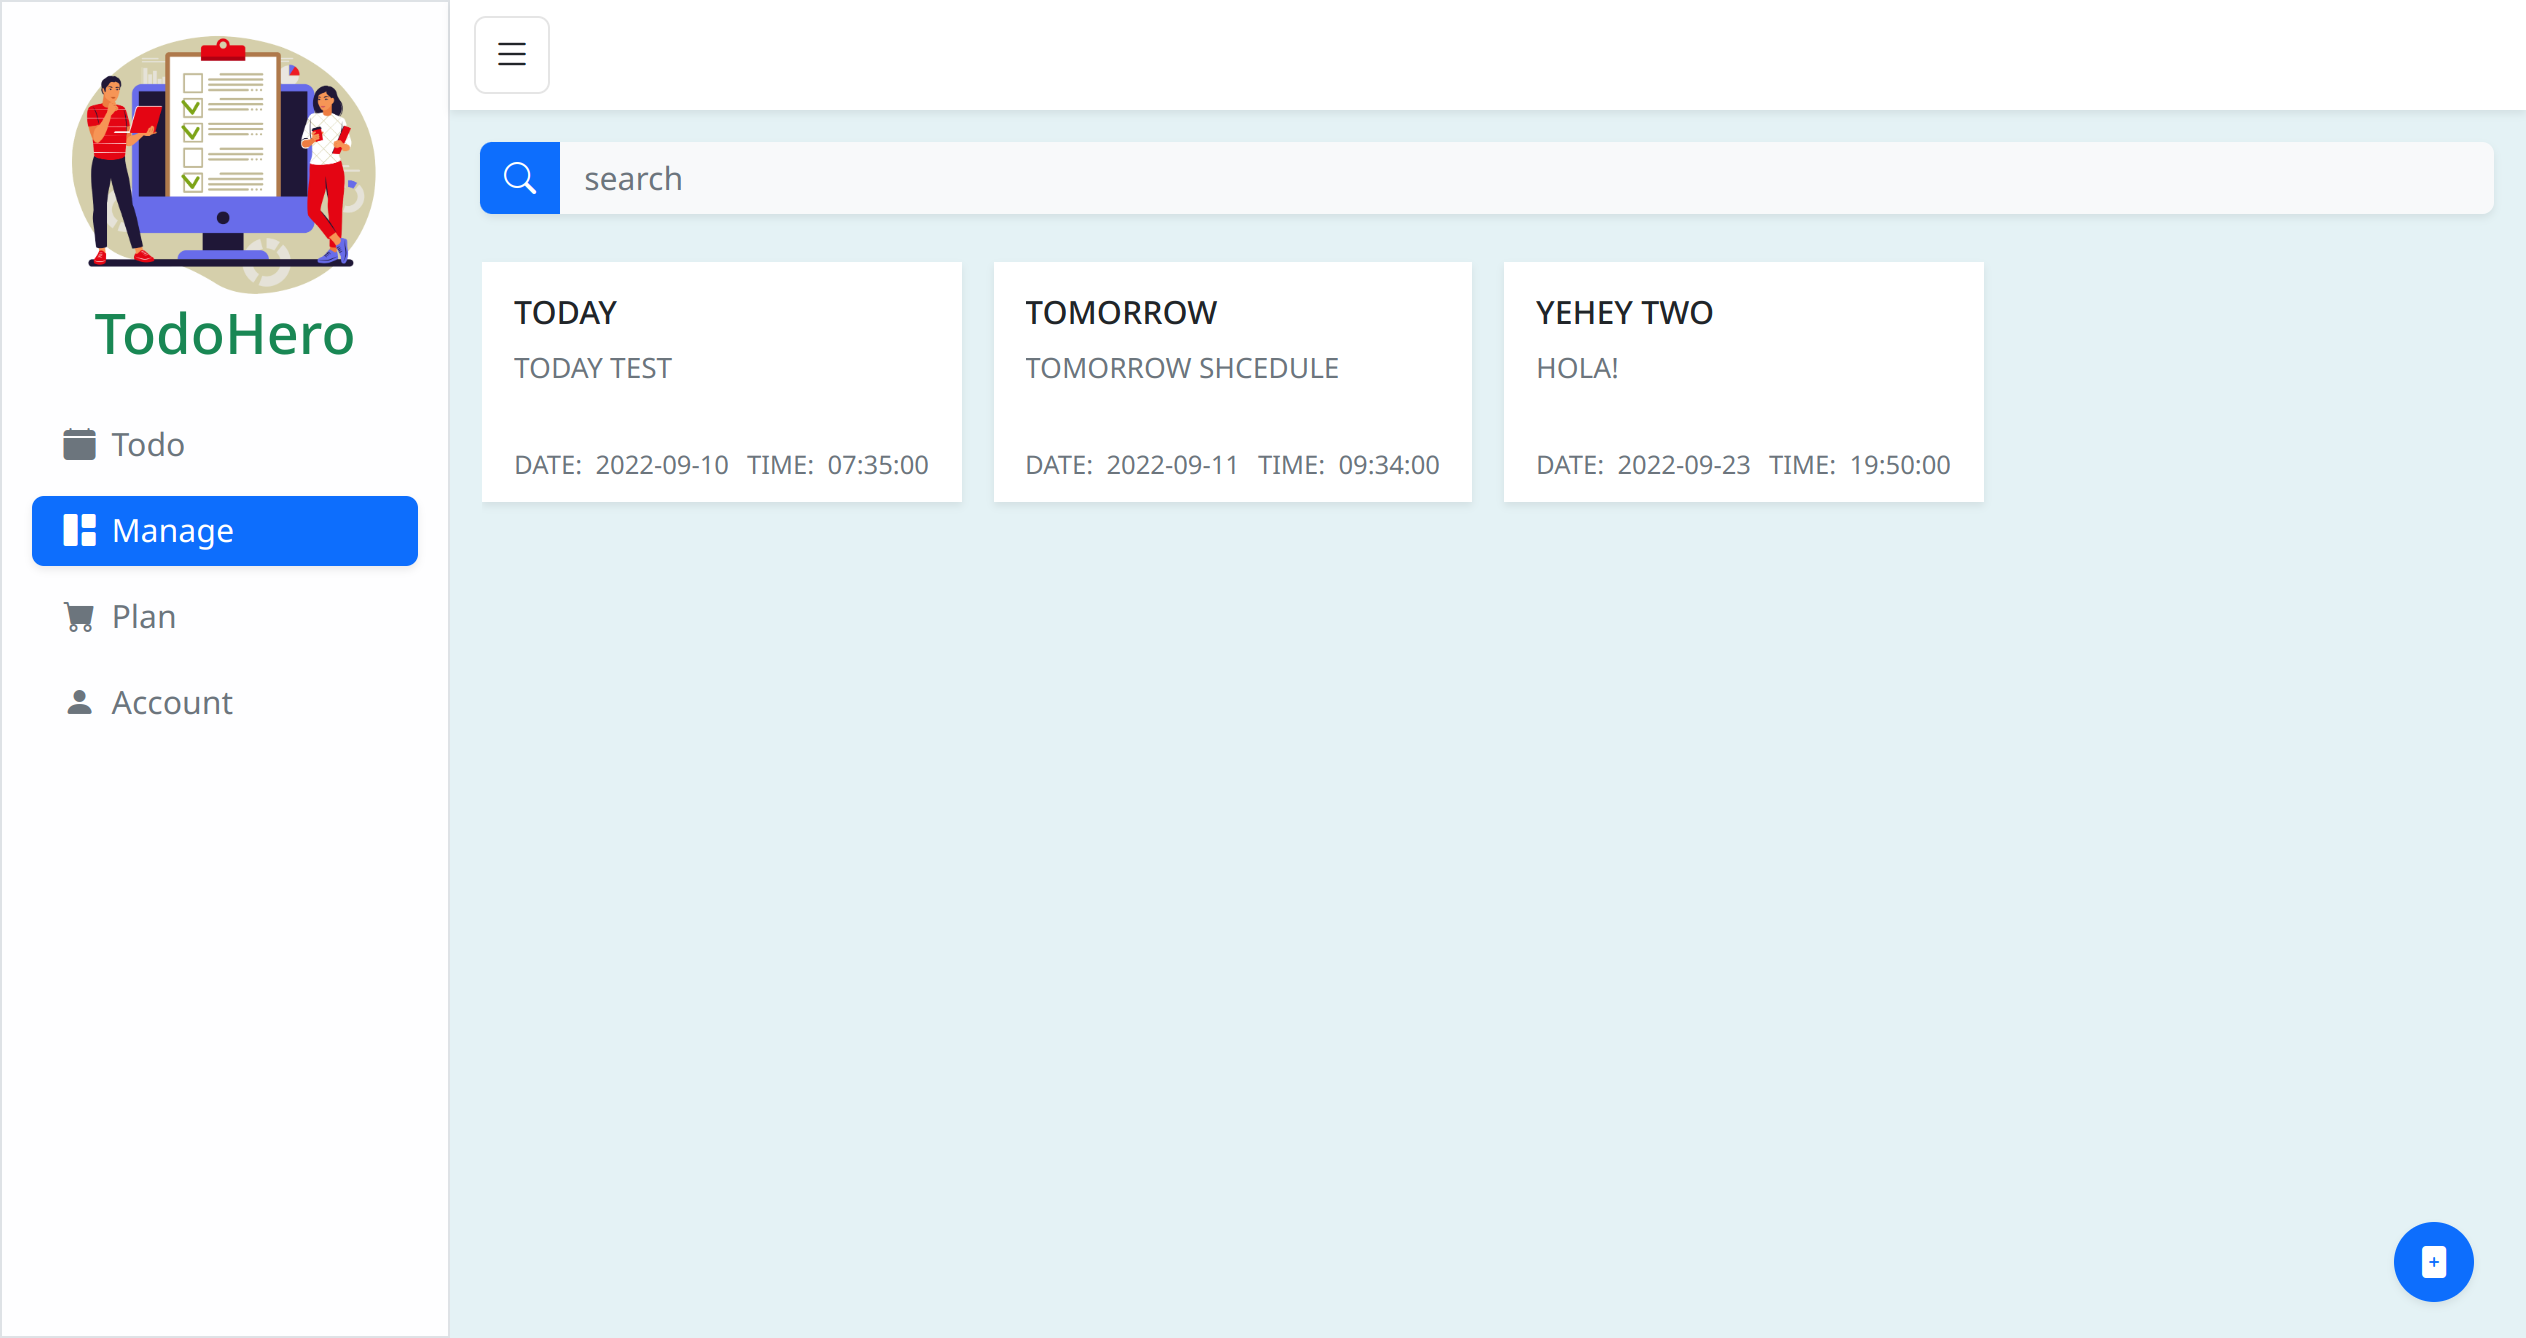 TodoHero
Todo
Manage
Plan
Account
search
TODAY
TODAY TEST
DATE: 2022-09-10 TIME: 07:35:00
TOMORROW
TOMORROW SHCEDULE
DATE: 2022-09-11 TIME: 09:34:00
YEHEY TWO
HOLA!
DATE: 2022-09-23 TIME: 19:50:00